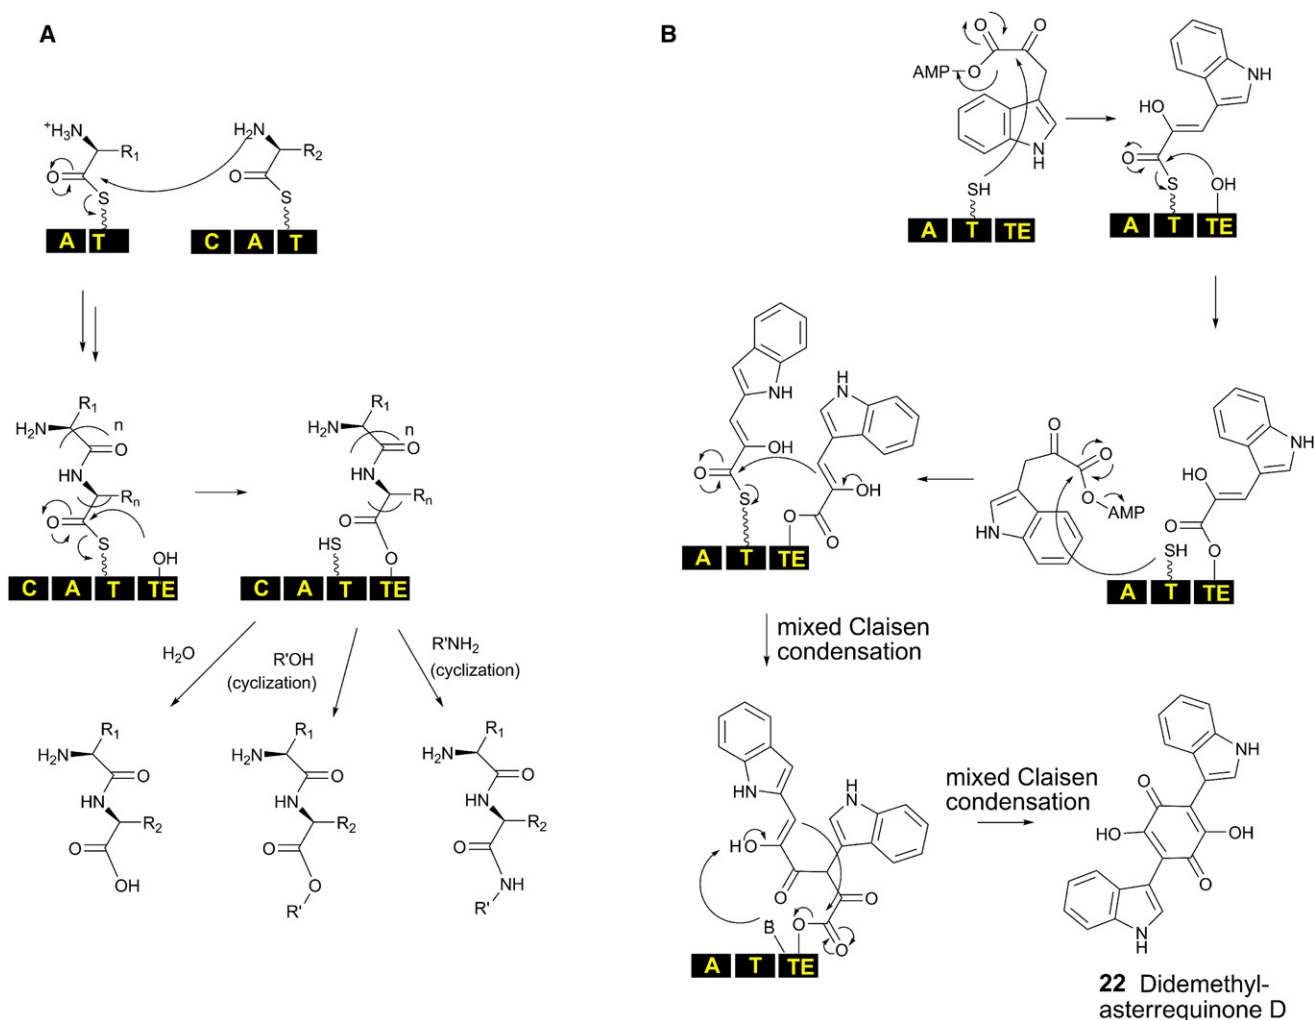 A
B
⁺H₃N
R₁
O
S
A T
H₂N
R₂
O
S
C A T
AMP
O
O
O
N
H
SH
A T TE
NH
HO
O
S
OH
A T TE
H₂N
R₁
n
O
HN
Rₙ
O
S
OH
C A T TE
H₂N
R₁
n
O
HN
Rₙ
O
HS
O
C A T TE
H₂O
R'OH
(cyclization)
R'NH₂
(cyclization)
H₂N
R₁
O
HN
R₂
O
OH
H₂N
R₁
O
HN
R₂
O
O
R'
H₂N
R₁
O
HN
R₂
O
NH
R'
NH
OH
O
S
H
N
OH
O
O
A T TE
O
O
O
AMP
NH
SH
NH
HO
O
O
A T TE
mixed Claisen
condensation
HN
HO
O
H
N
O
O
O
B̈
A T TE
mixed Claisen
condensation
NH
O
HO
OH
O
N
H
22 Didemethyl-
asterrequinone D